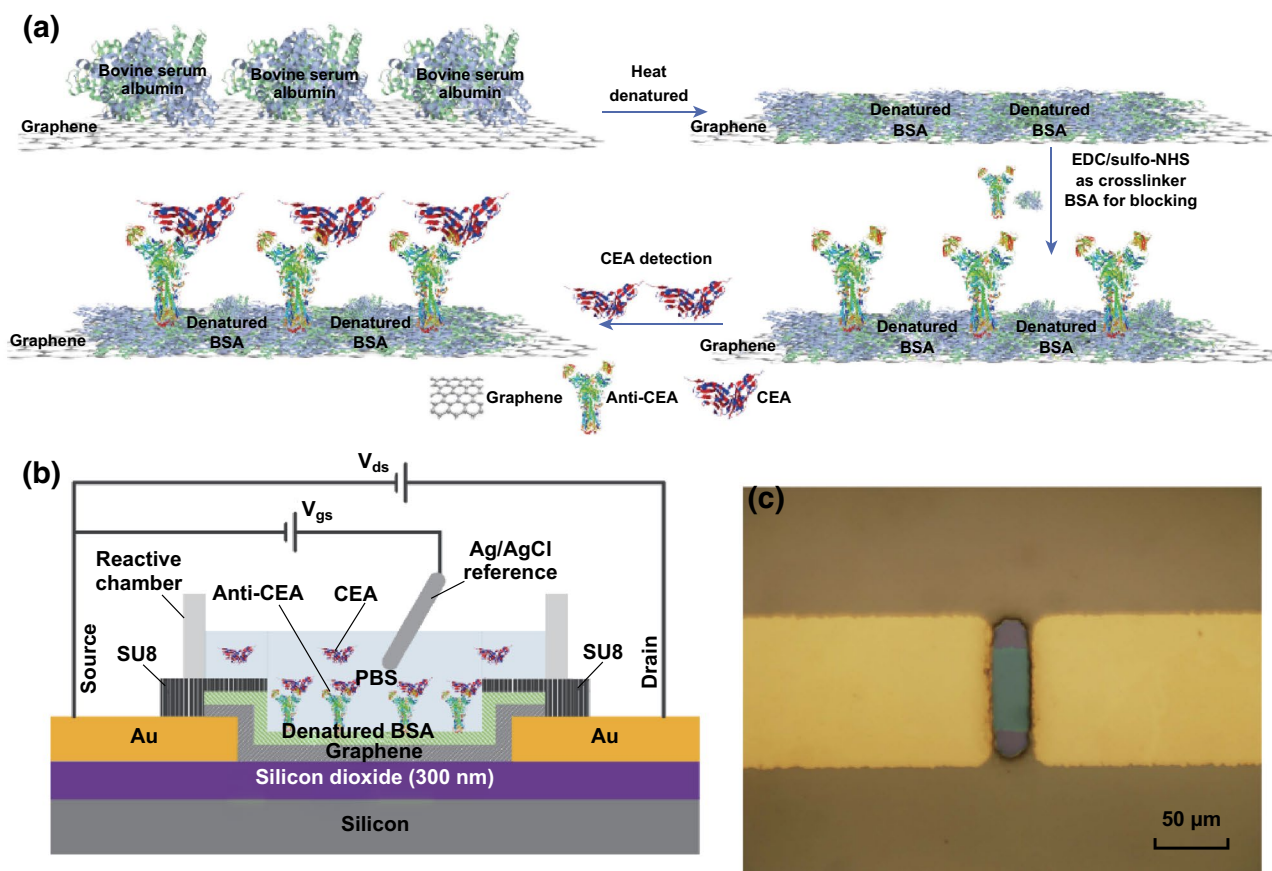 (a)
Bovine serum
albumin
Bovine serum
albumin
Bovine serum
albumin
Graphene
Heat
denatured
Graphene
Denatured
BSA
Denatured
BSA
EDC/sulfo-NHS
as crosslinker
BSA for blocking
Graphene
Denatured
BSA
Denatured
BSA
CEA detection
Graphene
Denatured
BSA
Denatured
BSA
Graphene
Anti-CEA
CEA
(b)
Vds
Vgs
Reactive
chamber
Anti-CEA
CEA
Ag/AgCl
reference
Source
SU8
PBS
SU8
Drain
Au
Denatured BSA
Graphene
Au
Silicon dioxide (300 nm)
Silicon
(c)
50 µm